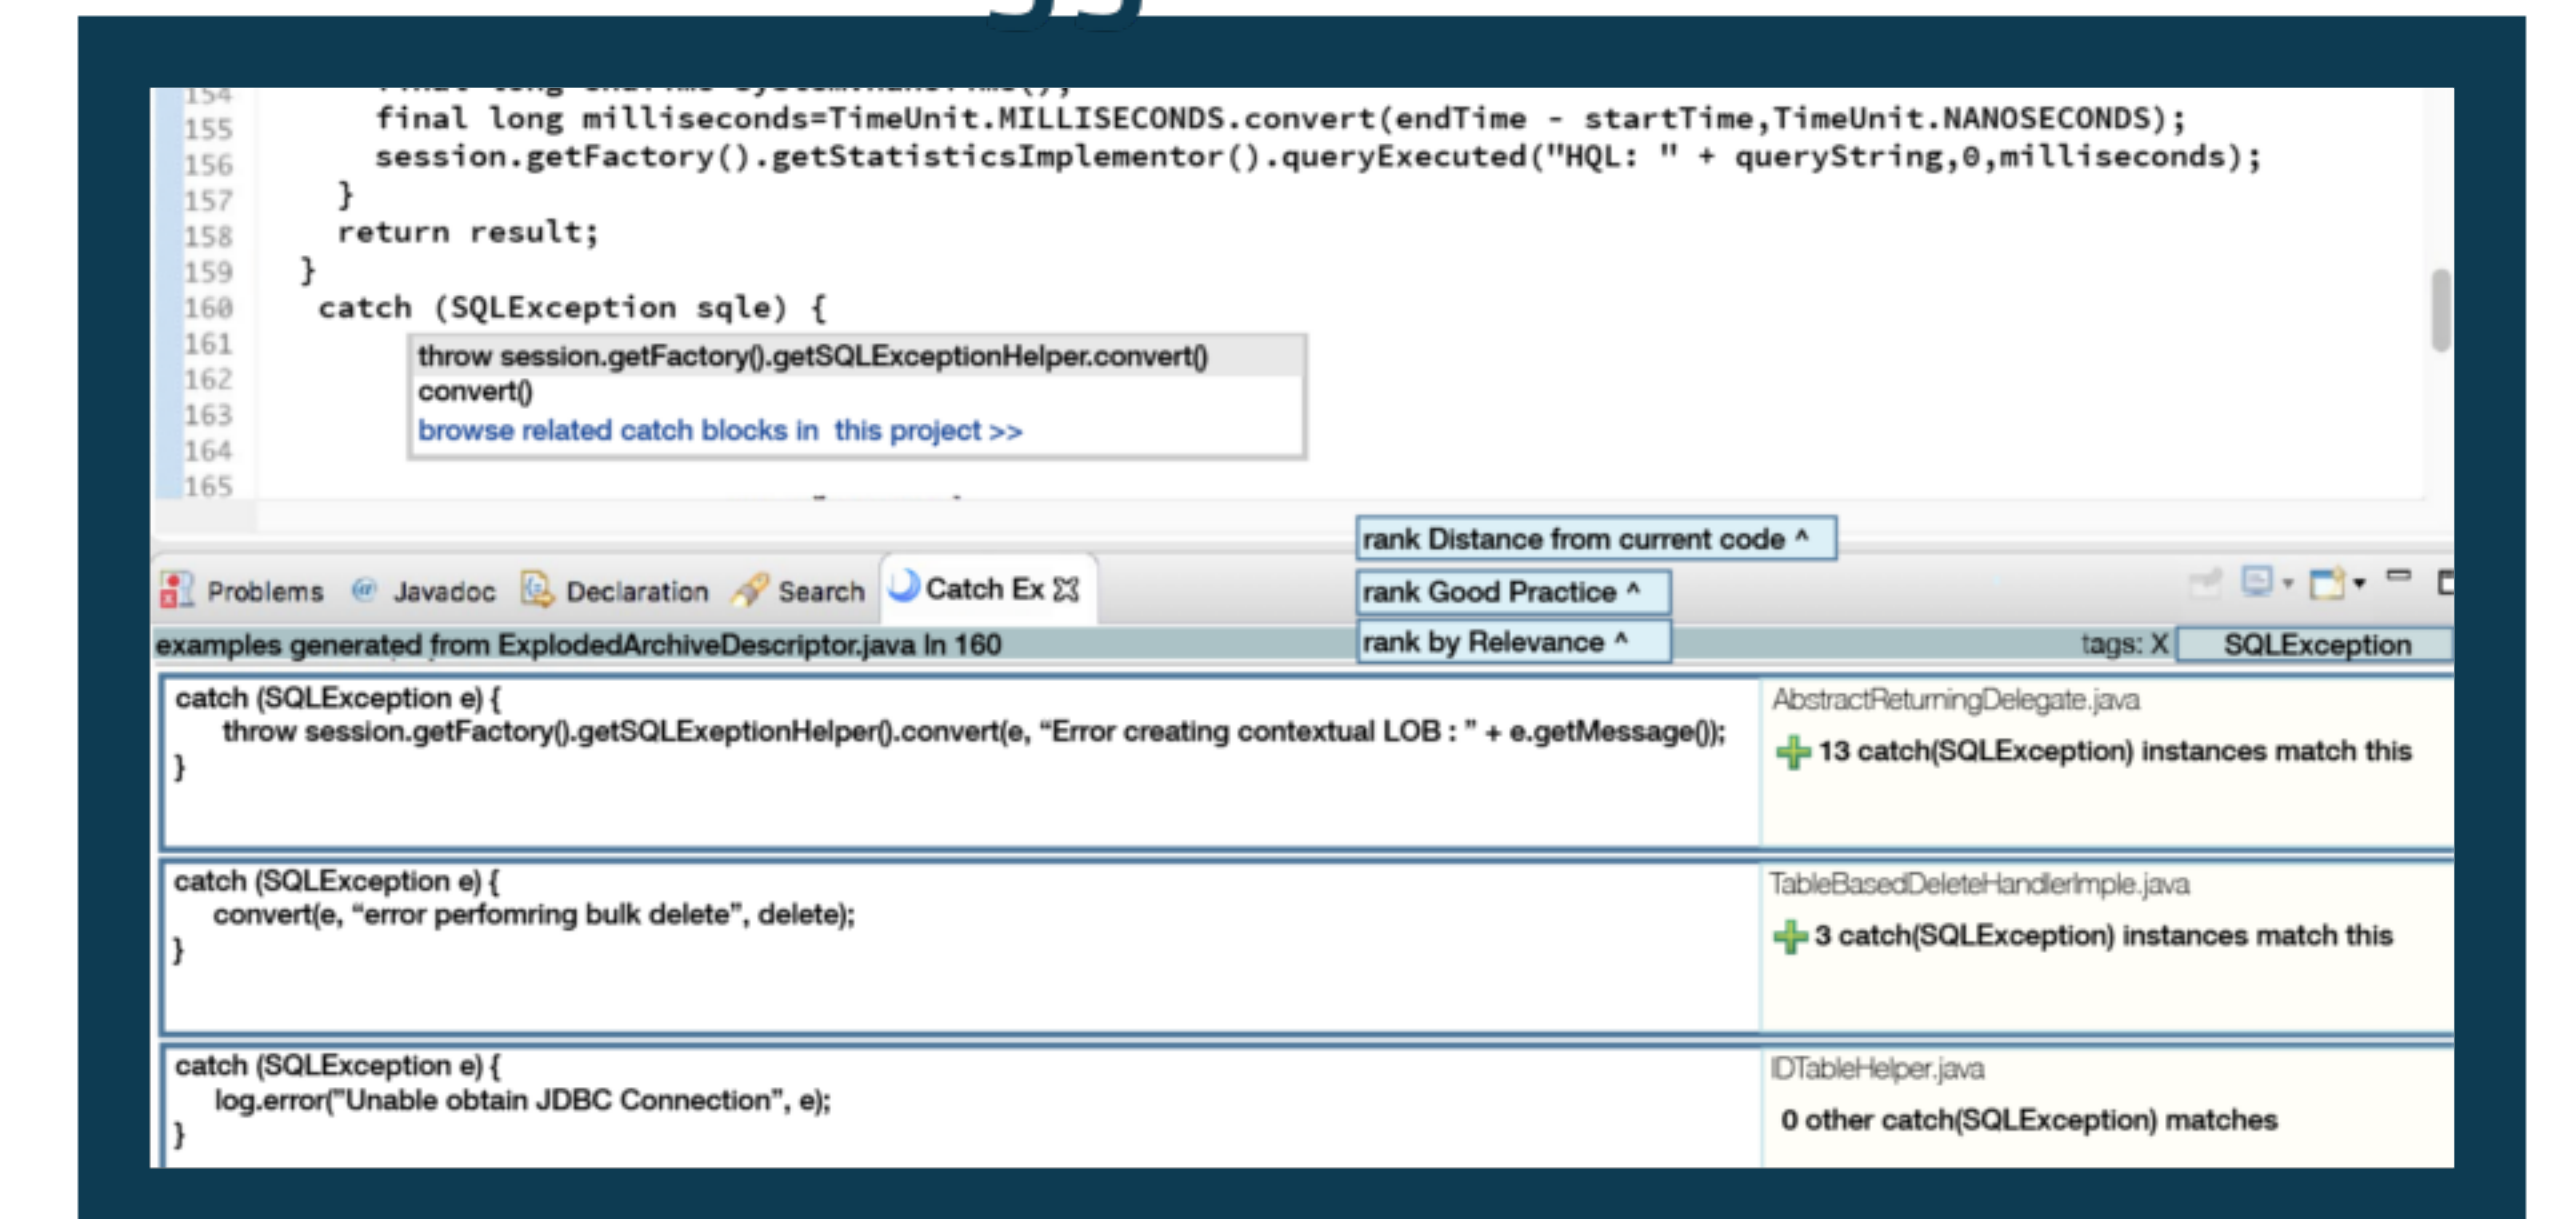 154
155 final long milliseconds=TimeUnit.MILLISECONDS.convert(endTime - startTime,TimeUnit.NANOSECONDS);
156 session.getFactory().getStatisticsImplementor().queryExecuted("HQL: " + queryString,0,milliseconds);
157 }
158 return result;
159 }
160 catch (SQLException sqle) {
161 throw session.getFactory().getSQLExceptionHelper.convert()
162 convert()
163 browse related catch blocks in this project >>
164
165
rank Distance from current code ^
Problems @ Javadoc Declaration Search Catch Ex
rank Good Practice ^
examples generated from ExplodedArchiveDescriptor.java ln 160 rank by Relevance ^ tags: X SQLException
catch (SQLException e) { AbstractReturningDelegate.java
throw session.getFactory().getSQLExeptionHelper().convert(e, “Error creating contextual LOB : ” + e.getMessage()); 13 catch(SQLException) instances match this
}
catch (SQLException e) { TableBasedDeleteHandlerImple.java
convert(e, “error perfomring bulk delete”, delete); 3 catch(SQLException) instances match this
}
catch (SQLException e) { IDTableHelper.java
log.error("Unable obtain JDBC Connection”, e); 0 other catch(SQLException) matches
}